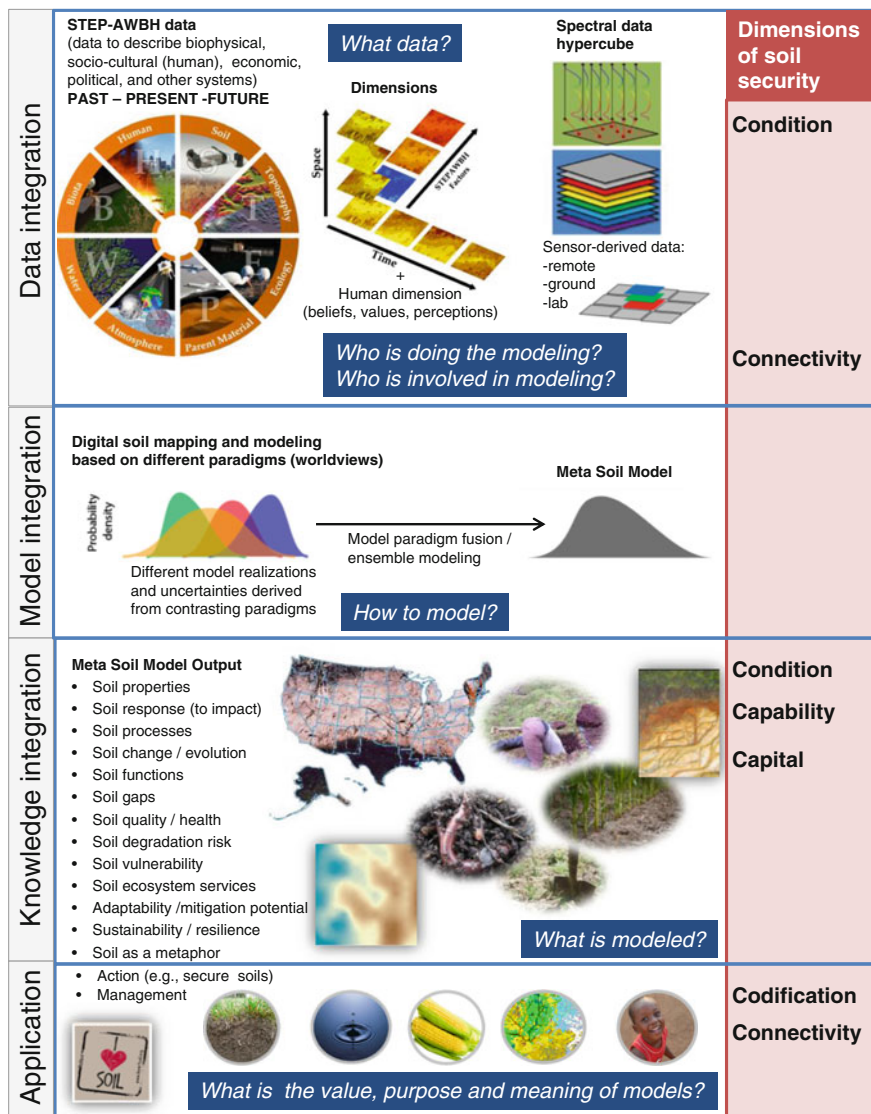 Data integration
STEP-AWBH data
(data to describe biophysical,
socio-cultural (human), economic,
political, and other systems)
PAST – PRESENT -FUTURE
What data?
Spectral data
hypercube
Dimensions
of soil
security
Human
Soil
Topography
Ecology
Parent Material
Atmosphere
Water
Biota
H
S
T
E
P
A
W
B
Dimensions
Space
STEPAWBH
Factors
Time
+
Human dimension
(beliefs, values, perceptions)
Sensor-derived data:
-remote
-ground
-lab
Who is doing the modeling?
Who is involved in modeling?
Condition
Connectivity
Model integration
Digital soil mapping and modeling
based on different paradigms (worldviews)
Probability
density
Different model realizations
and uncertainties derived
from contrasting paradigms
Model paradigm fusion /
ensemble modeling
Meta Soil Model
How to model?
Knowledge integration
Meta Soil Model Output
• Soil properties
• Soil response (to impact)
• Soil processes
• Soil change / evolution
• Soil functions
• Soil gaps
• Soil quality / health
• Soil degradation risk
• Soil vulnerability
• Soil ecosystem services
• Adaptability /mitigation potential
• Sustainability / resilience
• Soil as a metaphor
What is modeled?
Condition
Capability
Capital
Application
• Action (e.g., secure soils)
• Management
SOIL
What is the value, purpose and meaning of models?
Codification
Connectivity